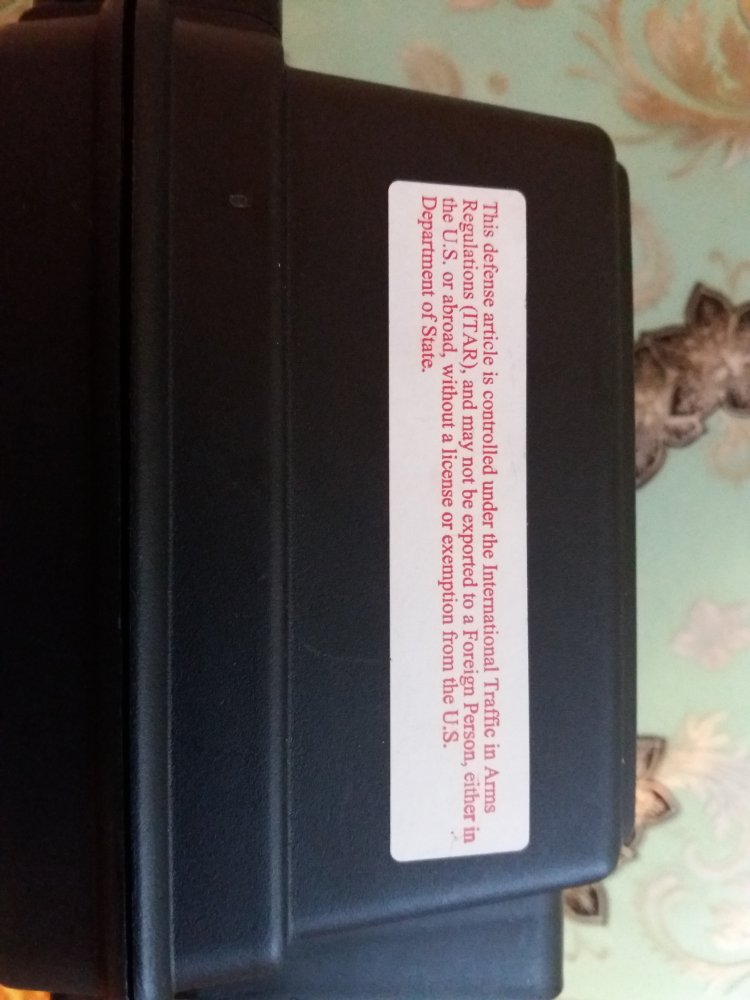 This defense article is controlled under the International Traffic in Arms
Regulations (ITAR), and may not be exported to a Foreign Person, either in
the U.S. or abroad, without a license or exemption from the U.S.
Department of State.